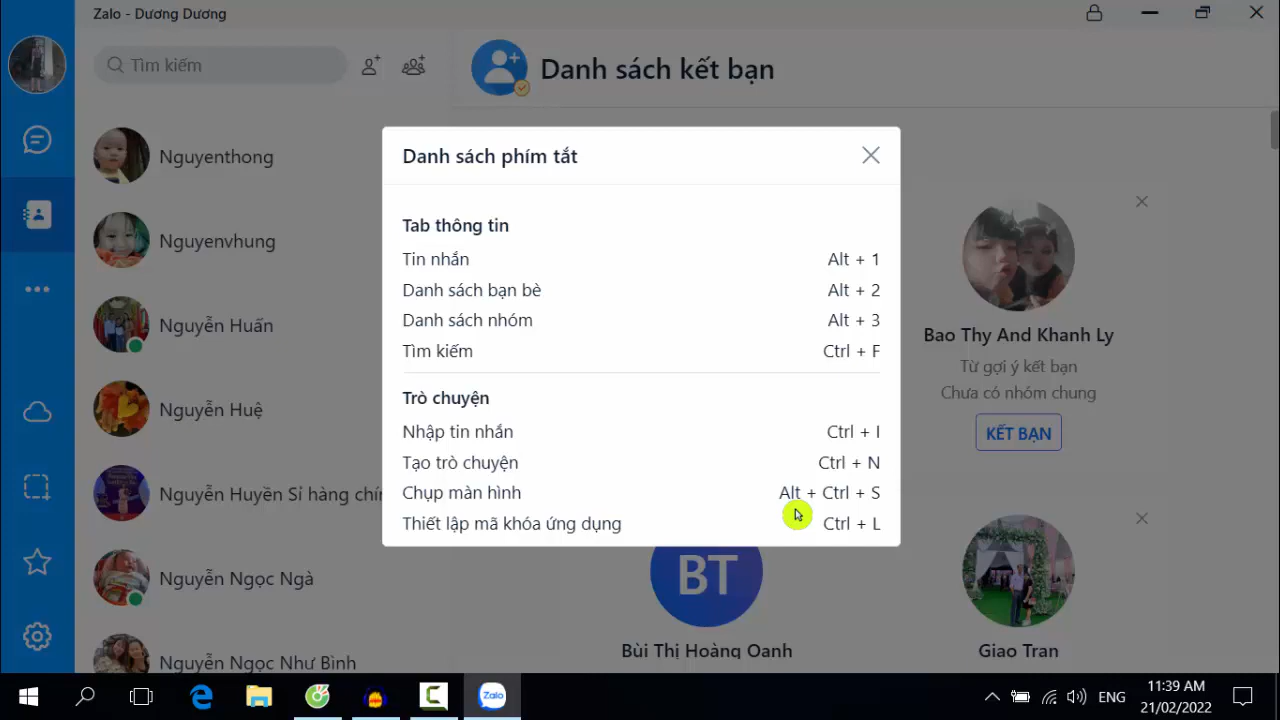 Zalo - Dương Dương
Tìm kiếm
Danh sách kết bạn
Nguyenthong
Nguyenvhung
Nguyễn Huấn
Nguyễn Huệ
Nguyễn Huyền Sỉ hàng chín
Nguyễn Ngọc Ngà
Nguyễn Ngọc Như Bình
Danh sách phím tắt
Tab thông tin
Tin nhắn Alt + 1
Danh sách bạn bè Alt + 2
Danh sách nhóm Alt + 3
Tìm kiếm Ctrl + F
Trò chuyện
Nhập tin nhắn Ctrl + I
Tạo trò chuyện Ctrl + N
Chụp màn hình Alt + Ctrl + S
Thiết lập mã khóa ứng dụng Ctrl + L
Bao Thy And Khanh Ly
Từ gợi ý kết bạn
Chưa có nhóm chung
KẾT BẠN
BT
Bùi Thị Hoàng Oanh
Giao Tran
Zalo
ENG
11:39 AM
21/02/2022